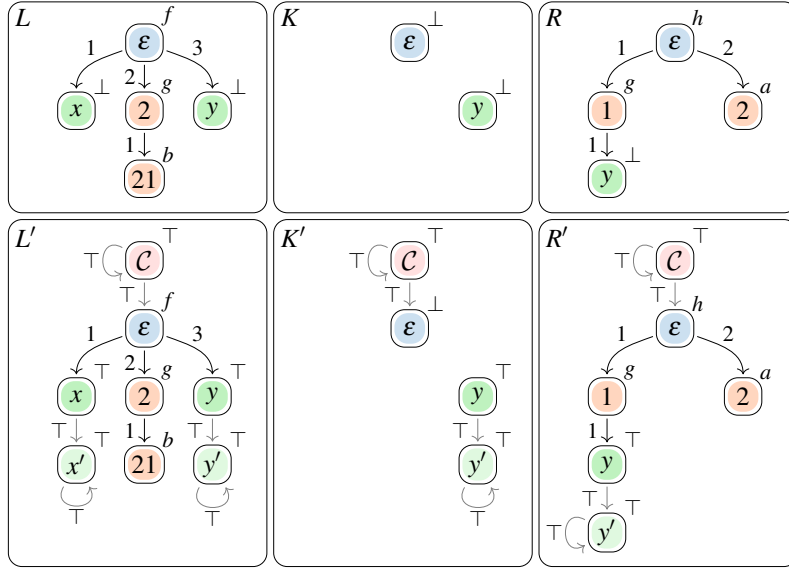 L f K ⊥ R h
ε ε ε
1 2 3 1 2
x ⊥ 2 g y ⊥ y ⊥ 1 g 2 a
1 1
21 b y ⊥
L′ ⊤ K′ ⊤ R′ ⊤
⊤ C ⊤ C ⊤ C
⊤ ⊤ ⊤
ε f ε ⊥ ε h
1 2 3 1 2
x ⊤ 2 g y ⊤ y ⊤ 1 g 2 a
⊤ 1 ⊤ ⊤ 1
x′ ⊤ 21 b y′ ⊤ y′ ⊤ y ⊤
⊤ ⊤ ⊤ ⊤
⊤ y′ ⊤